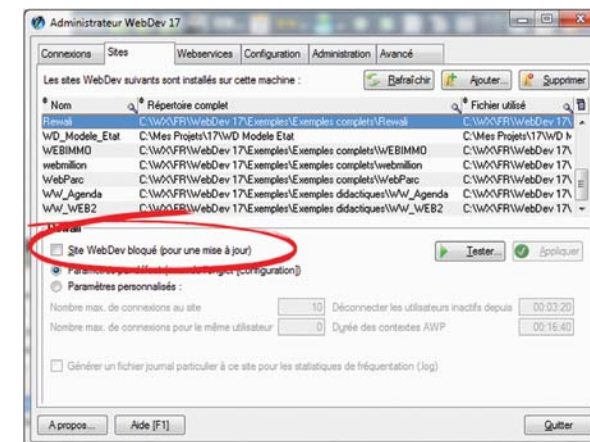 Administrateur WebDev 17
Connexions Sites Webservices Configuration Administration Avancé
Les sites WebDev suivants sont installés sur cette machine : Rafraîchir Ajouter... Supprimer
Nom Répertoire complet Fichier utilisé
Rewali C:\WX\FR\WebDev 17\Exemples\Exemples complets\Rewali C:\WX\FR\WebDev 17\
WD_Modele_Etat C:\Mes Projets\17\WD Modele Etat C:\Mes Projets\17\WD M
WEBIMMO C:\WX\FR\WebDev 17\Exemples\Exemples complets\WEBIMMO C:\WX\FR\WebDev 17\
webmillion C:\WX\FR\WebDev 17\Exemples\Exemples complets\webmillion C:\WX\FR\WebDev 17\
WebParc C:\WX\FR\WebDev 17\Exemples\Exemples complets\WebParc C:\WX\FR\WebDev 17\
WW_Agenda C:\WX\FR\WebDev 17\Exemples\Exemples didactiques\WW_Agenda C:\WX\FR\WebDev 17\
WW_WEB2 C:\WX\FR\WebDev 17\Exemples\Exemples didactiques\WW_WEB2 C:\WX\FR\WebDev 17\
Rewali
Site WebDev bloqué (pour une mise à jour) Tester... Appliquer
Paramètres par défaut (Configuration])
Paramètres personnalisés :
Nombre max. de connexions au site 10 Déconnecter les utilisateurs inactifs depuis 00:03:20
Nombre max. de connexions pour le même utilisateur 0 Durée des contextes AWP 00:16:40
Générer un fichier journal particulier à ce site pour les statistiques de fréquentation (.log)
A propos... Aide [F1] Quitter